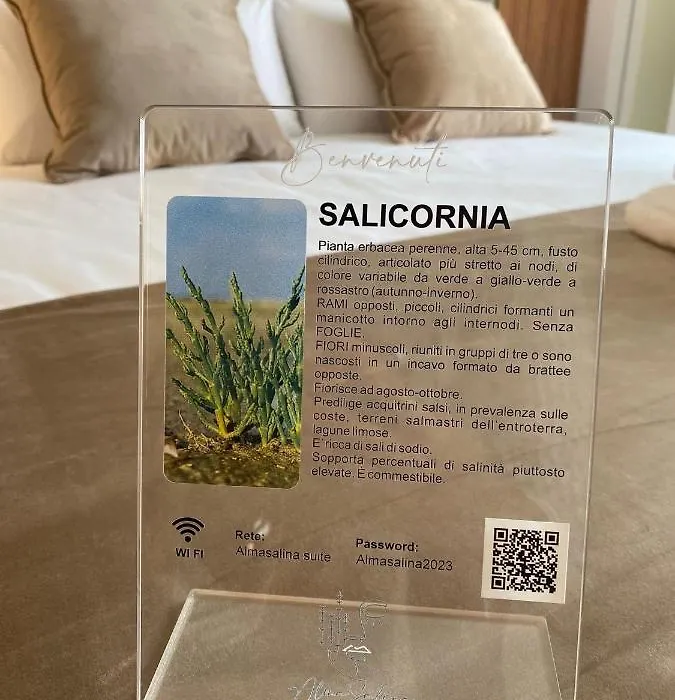 Benvenuti
SALICORNIA
Pianta erbacea perenne, alta 5-45 cm, fusto
cilindrico, articolato più stretto ai nodi, di
colore variabile da verde a giallo-verde a
rossastro (autunno-inverno).
RAMI opposti, piccoli, cilindrici formanti un
manicotto intorno agli internodi. Senza
FOGLIE.
FIORI minuscoli, riuniti in gruppi di tre o sono
nascosti in un incavo formato da brattee
opposte.
Fiorisce ad agosto-ottobre.
Predilige acquitrini salsi, in prevalenza sulle
coste, terreni salmastri dell'entroterra,
lagune limose.
E' ricca di sali di sodio.
Sopporta percentuali di salinità piuttosto
elevate. È commestibile.
WI FI
Rete:
Almasalina suite
Password:
Almasalina2023